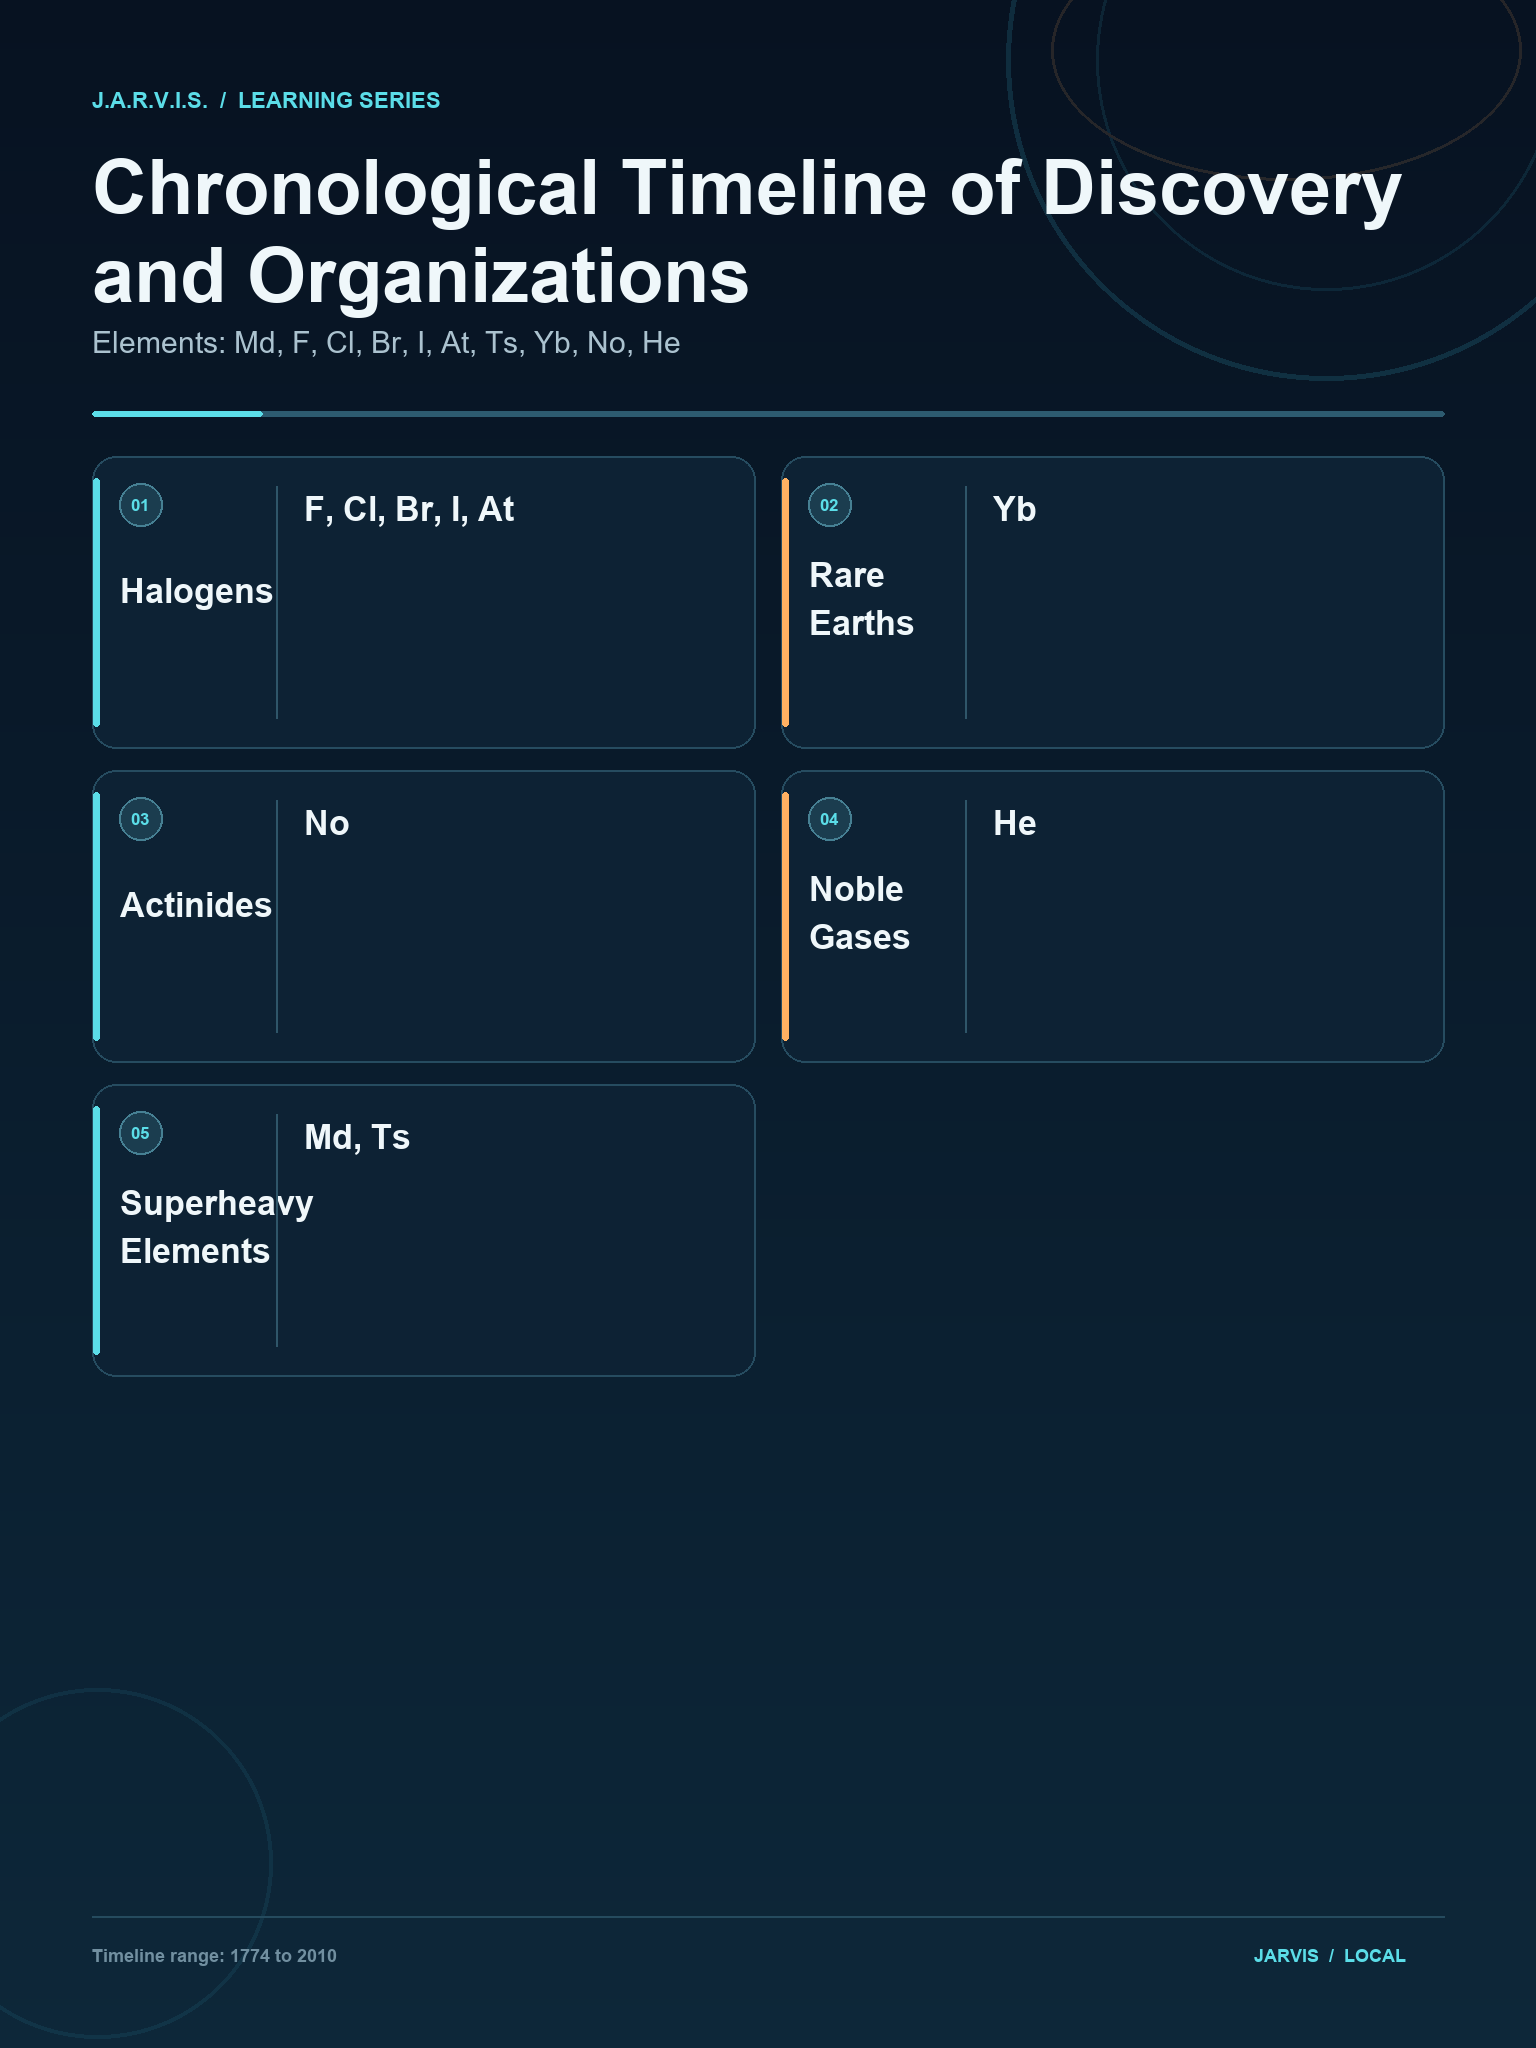 J.A.R.V.I.S. / LEARNING SERIES
Chronological Timeline of Discovery
and Organizations
Elements: Md, F, Cl, Br, I, At, Ts, Yb, No, He
01
Halogens
F, Cl, Br, I, At
02
Rare
Earths
Yb
03
Actinides
No
04
Noble
Gases
He
05
Superheavy
Elements
Md, Ts
Timeline range: 1774 to 2010
JARVIS / LOCAL